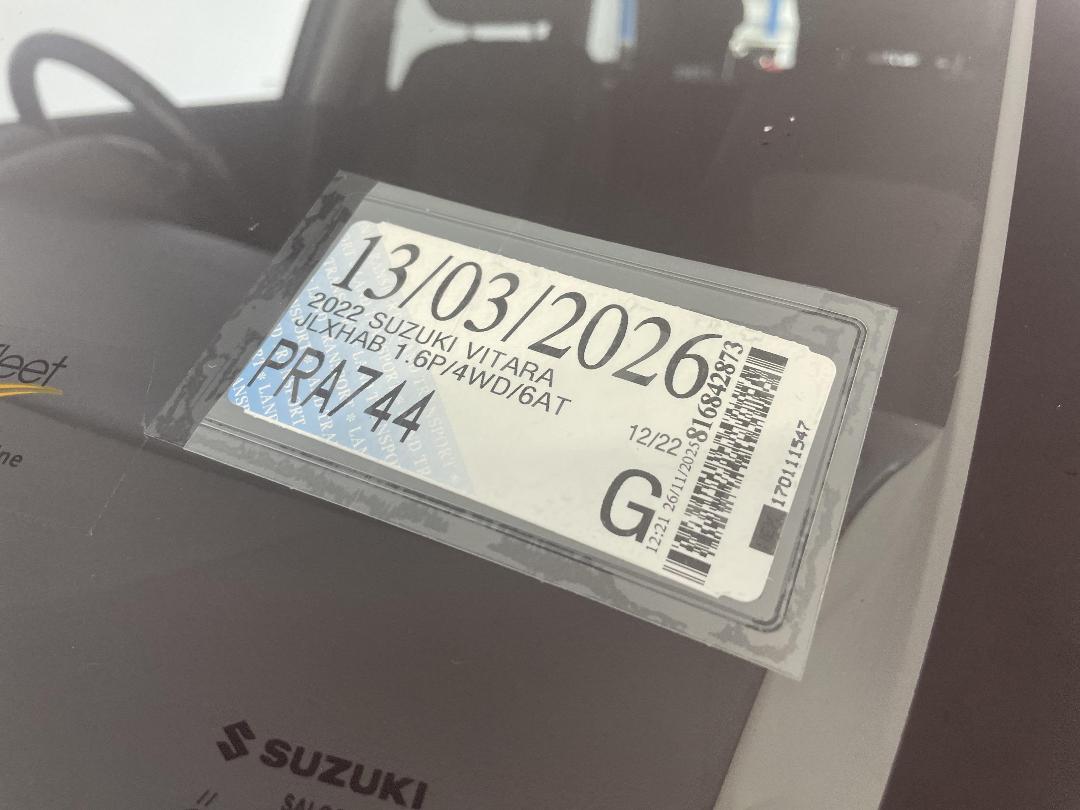 13/03/2026
2022 SUZUKI VITARA
JLXHAB 1.6P/4WD/6AT
PRA744
12/22
G
12:21 26/11/2025
816842873
170111547
SUZUKI